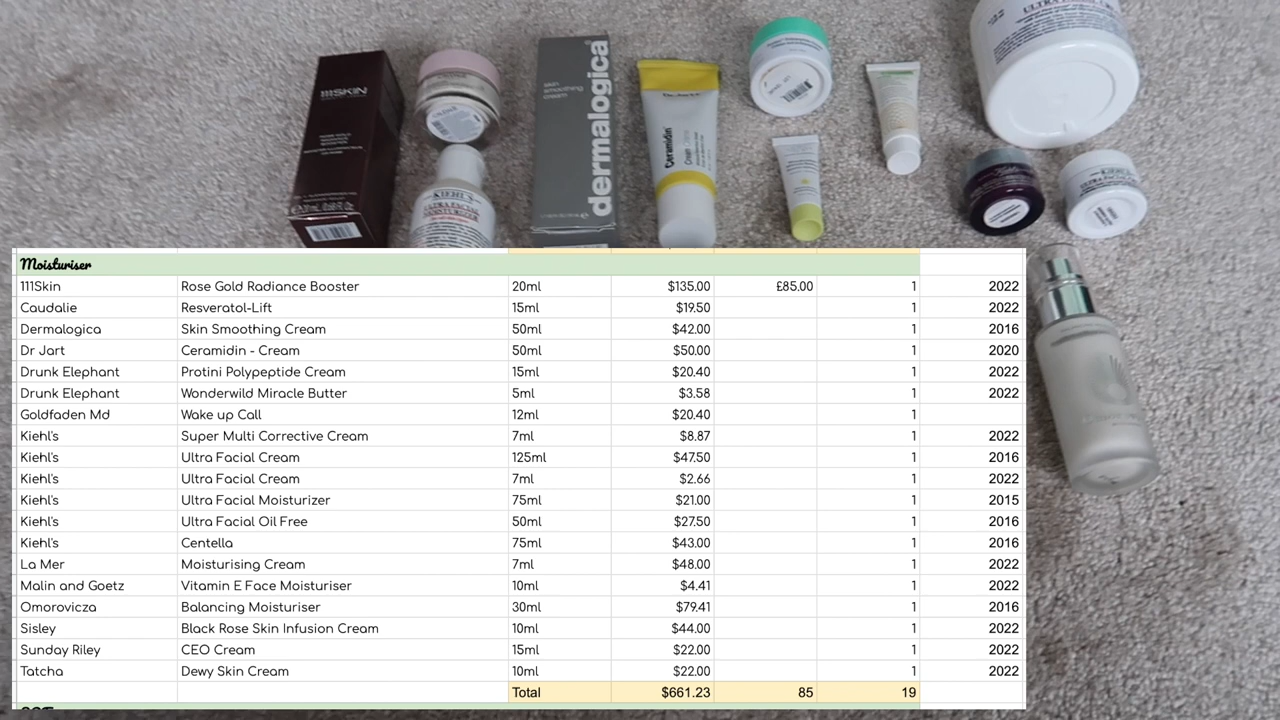 111SKIN
skin
smoothing
cream
dermalogica
Ceramidin
Cream
KIEHL'S
ULTRA FACIAL
MOISTURIZER
ULTRA FACIAL
Moisturiser
111Skin Rose Gold Radiance Booster 20ml $135.00 £85.00 1 2022
Caudalie Resveratol-Lift 15ml $19.50 1 2022
Dermalogica Skin Smoothing Cream 50ml $42.00 1 2016
Dr Jart Ceramidin - Cream 50ml $50.00 1 2020
Drunk Elephant Protini Polypeptide Cream 15ml $20.40 1 2022
Drunk Elephant Wonderwild Miracle Butter 5ml $3.58 1 2022
Goldfaden Md Wake up Call 12ml $20.40 1
Kiehl's Super Multi Corrective Cream 7ml $8.87 1 2022
Kiehl's Ultra Facial Cream 125ml $47.50 1 2016
Kiehl's Ultra Facial Cream 7ml $2.66 1 2022
Kiehl's Ultra Facial Moisturizer 75ml $21.00 1 2015
Kiehl's Ultra Facial Oil Free 50ml $27.50 1 2016
Kiehl's Centella 75ml $43.00 1 2016
La Mer Moisturising Cream 7ml $48.00 1 2022
Malin and Goetz Vitamin E Face Moisturiser 10ml $4.41 1 2022
Omorovicza Balancing Moisturiser 30ml $79.41 1 2016
Sisley Black Rose Skin Infusion Cream 10ml $44.00 1 2022
Sunday Riley CEO Cream 15ml $22.00 1 2022
Tatcha Dewy Skin Cream 10ml $22.00 1 2022
Total $661.23 85 19